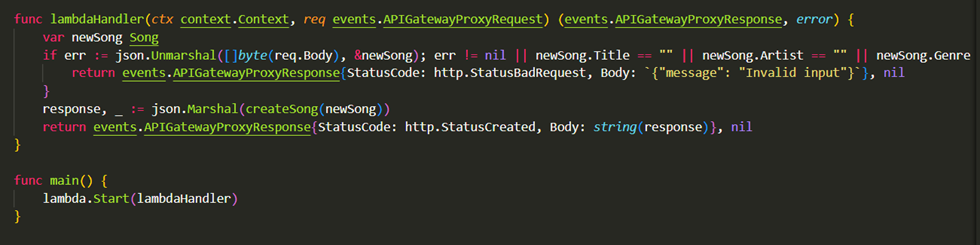 func lambdaHandler(ctx context.Context, req events.APIGatewayProxyRequest) (events.APIGatewayProxyResponse, error) {
    var newSong Song
    if err := json.Unmarshal([]byte(req.Body), &newSong); err != nil || newSong.Title == "" || newSong.Artist == "" || newSong.Genre
        return events.APIGatewayProxyResponse{StatusCode: http.StatusBadRequest, Body: `{"message": "Invalid input"}`}, nil
    }
    response, _ := json.Marshal(createSong(newSong))
    return events.APIGatewayProxyResponse{StatusCode: http.StatusCreated, Body: string(response)}, nil
}
func main() {
    lambda.Start(lambdaHandler)
}